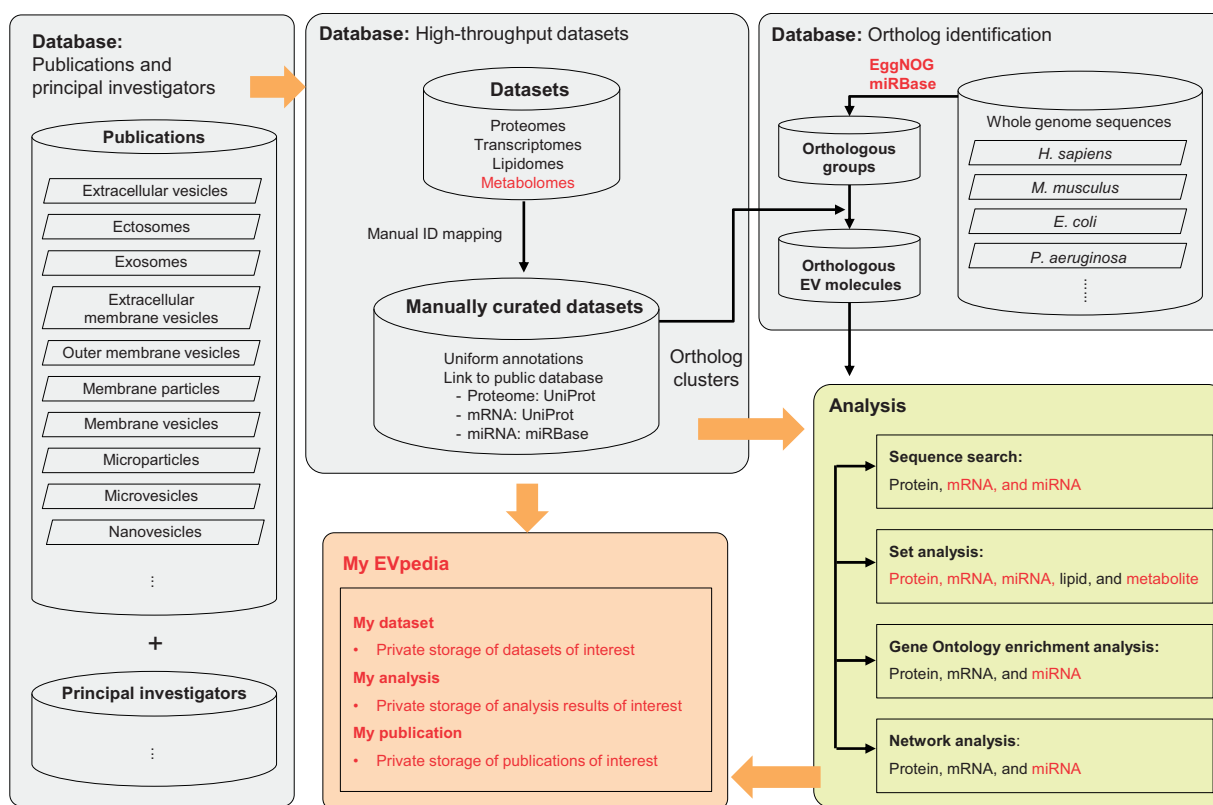 Database:
Publications and
principal investigators
Publications
Extracellular vesicles
Ectosomes
Exosomes
Extracellular
membrane vesicles
Outer membrane vesicles
Membrane particles
Membrane vesicles
Microparticles
Microvesicles
Nanovesicles
⋮
+
Principal investigators
⋮
Database: High-throughput datasets
Datasets
Proteomes
Transcriptomes
Lipidomes
Metabolomes
Manual ID mapping
Manually curated datasets
Uniform annotations
Link to public database
- Proteome: UniProt
- mRNA: UniProt
- miRNA: miRBase
Ortholog
clusters
Database: Ortholog identification
EggNOG
miRBase
Orthologous
groups
Orthologous
EV molecules
Whole genome sequences
H. sapiens
M. musculus
E. coli
P. aeruginosa
⋮
Analysis
Sequence search:
Protein, mRNA, and miRNA
Set analysis:
Protein, mRNA, miRNA, lipid, and metabolite
Gene Ontology enrichment analysis:
Protein, mRNA, and miRNA
Network analysis:
Protein, mRNA, and miRNA
My EVpedia
My dataset
• Private storage of datasets of interest
My analysis
• Private storage of analysis results of interest
My publication
• Private storage of publications of interest